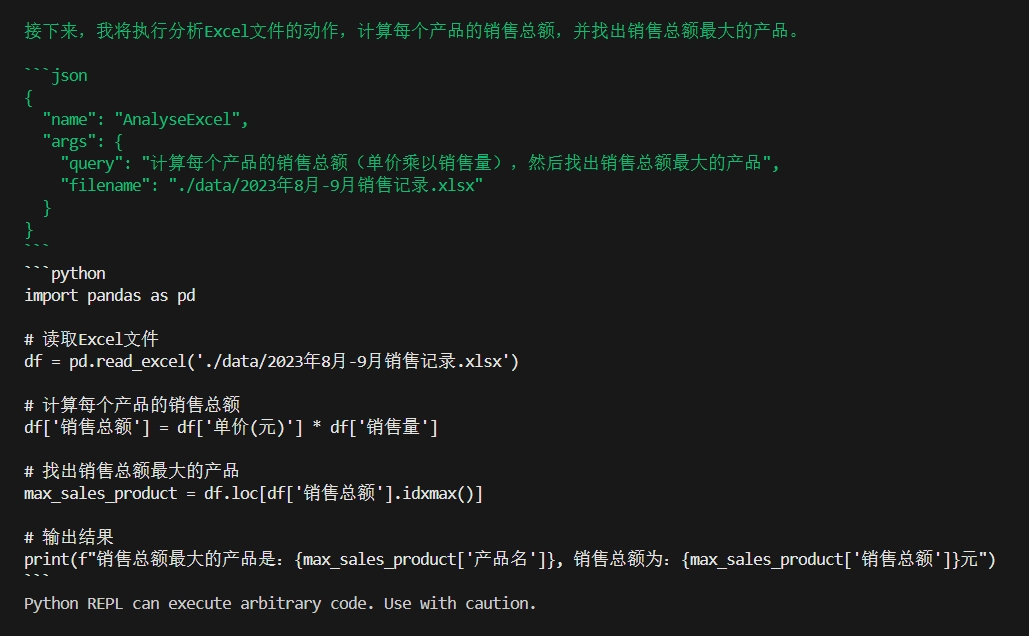 接下来，我将执行分析Excel文件的动作，计算每个产品的销售总额，并找出销售总额最大的产品。
```json
{
  "name": "AnalyseExcel",
  "args": {
    "query": "计算每个产品的销售总额（单价乘以销售量），然后找出销售总额最大的产品",
    "filename": "./data/2023年8月-9月销售记录.xlsx"
  }
}
```
```python
import pandas as pd
# 读取Excel文件
df = pd.read_excel('./data/2023年8月-9月销售记录.xlsx')
# 计算每个产品的销售总额
df['销售总额'] = df['单价(元)'] * df['销售量']
# 找出销售总额最大的产品
max_sales_product = df.loc[df['销售总额'].idxmax()]
# 输出结果
print(f"销售总额最大的产品是：{max_sales_product['产品名']}，销售总额为：{max_sales_product['销售总额']}元")
```
Python REPL can execute arbitrary code. Use with caution.